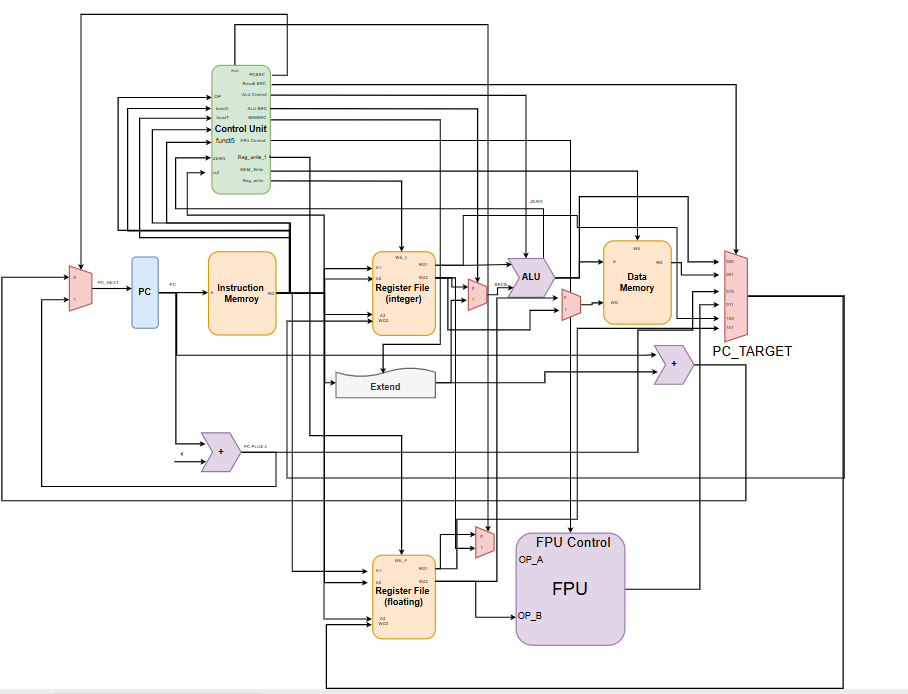 func
PCSRC
Result SRC
OP
ALU Control
funct3
ALU SRC
funct7
IMMSRC
Control Unit
funct5
FPU Control
ZERO
Reg_write_f
MEM_Write
rs2
Reg_write
ZERO
WE_I
WE
0
1
PC_NEXT
PC
PC
A
Instruction
Memroy
RD
A1
A2
RD1
RD2
Register File
(integer)
A3
WD3
0
1
SRCB
ALU
0
1
A
RD
Data
Memory
WD
000
001
010
011
100
101
PC_TARGET
+
Extend
4
+
PC PLUS 4
0
1
WE_F
A1
A2
RD1
RD2
Register File
(floating)
A3
WD3
FPU Control
OP_A
FPU
OP_B